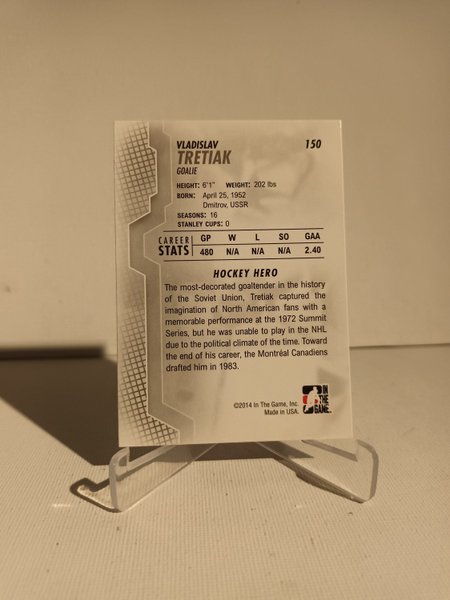 VLADISLAV 150
TRETIAK
GOALIE
HEIGHT: 6'1" WEIGHT: 202 lbs
BORN: April 25, 1952
Dmitrov, USSR
SEASONS: 16
STANLEY CUPS: 0
CAREER STATS GP W L SO GAA
480 N/A N/A N/A 2.40
HOCKEY HERO
The most-decorated goaltender in the history
of the Soviet Union, Tretiak captured the
imagination of North American fans with a
memorable performance at the 1972 Summit
Series, but he was unable to play in the NHL
due to the political climate of the time. Toward
the end of his career, the Montréal Canadiens
drafted him in 1983.
©2014 In The Game, Inc.
Made in USA.
IN
THE
GAME